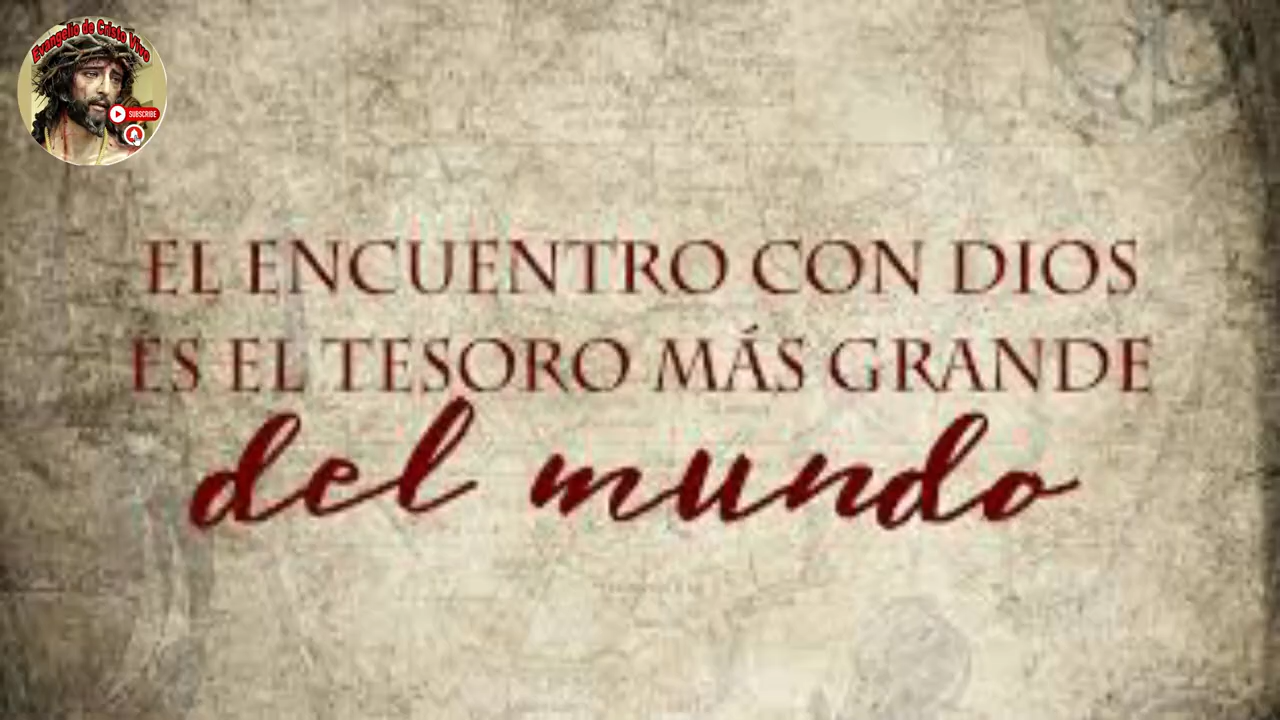 Evangelio de Cristo Vivo
SUBSCRIBE
EL ENCUENTRO CON DIOS
ES EL TESORO MÁS GRANDE
del mundo